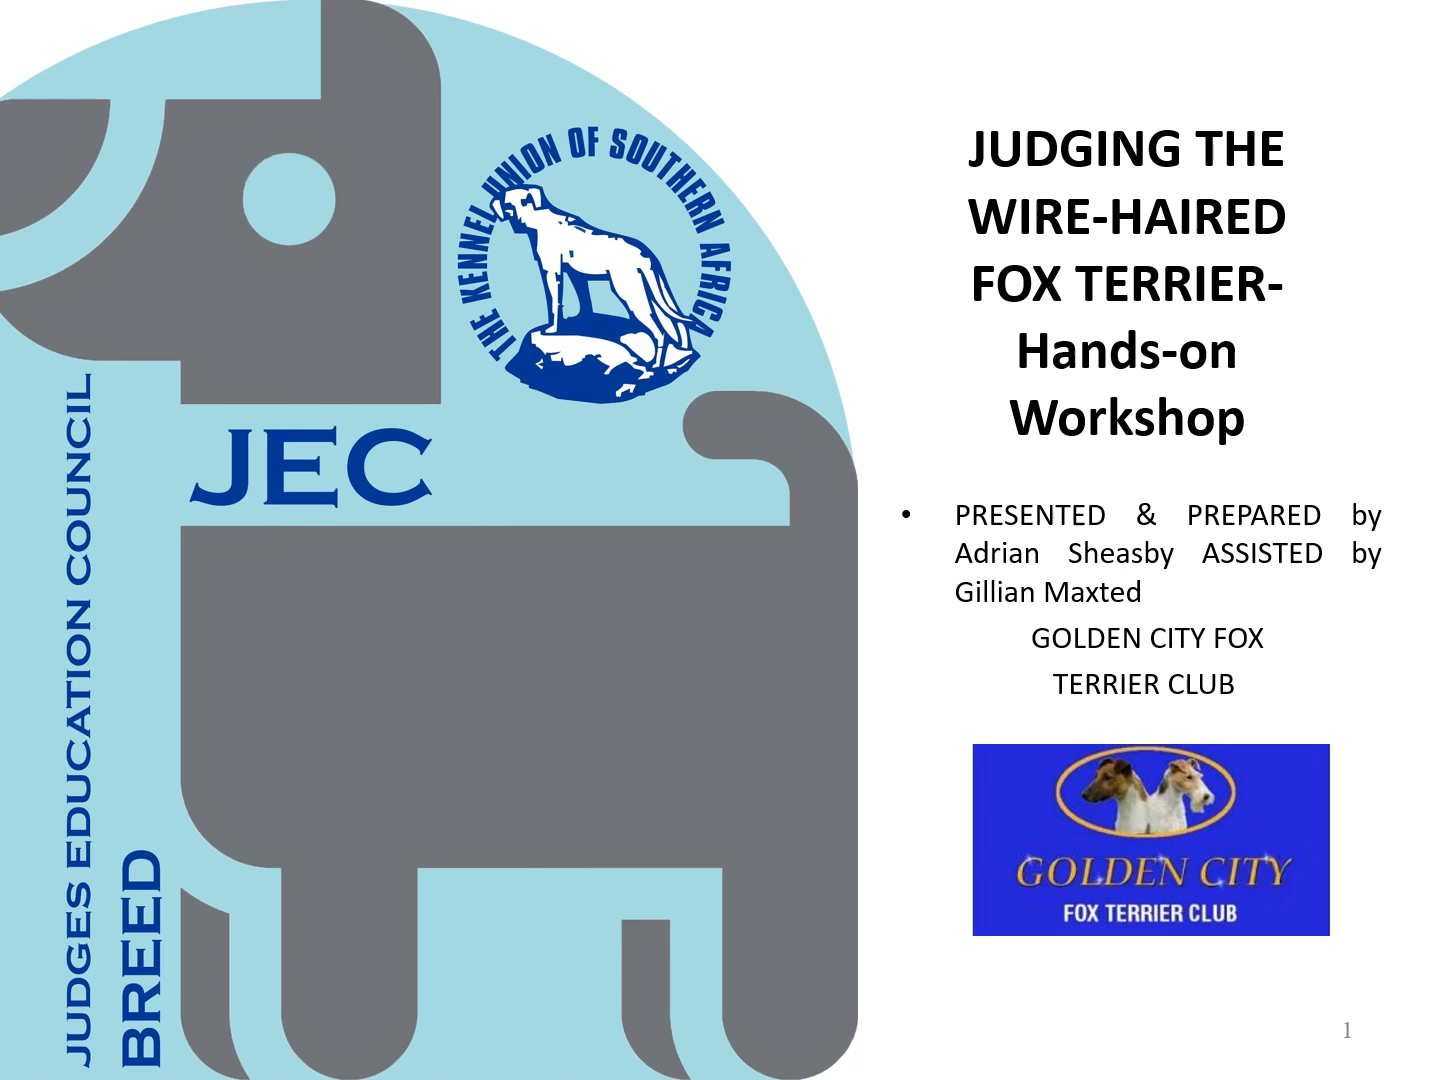 THE KENNEL UNION OF SOUTHERN AFRICA
JEC
JUDGES EDUCATION COUNCIL
BREED
JUDGING THE
WIRE-HAIRED
FOX TERRIER-
Hands-on
Workshop
• PRESENTED & PREPARED by
Adrian Sheasby ASSISTED by
Gillian Maxted
GOLDEN CITY FOX
TERRIER CLUB
GOLDEN CITY
FOX TERRIER CLUB
1